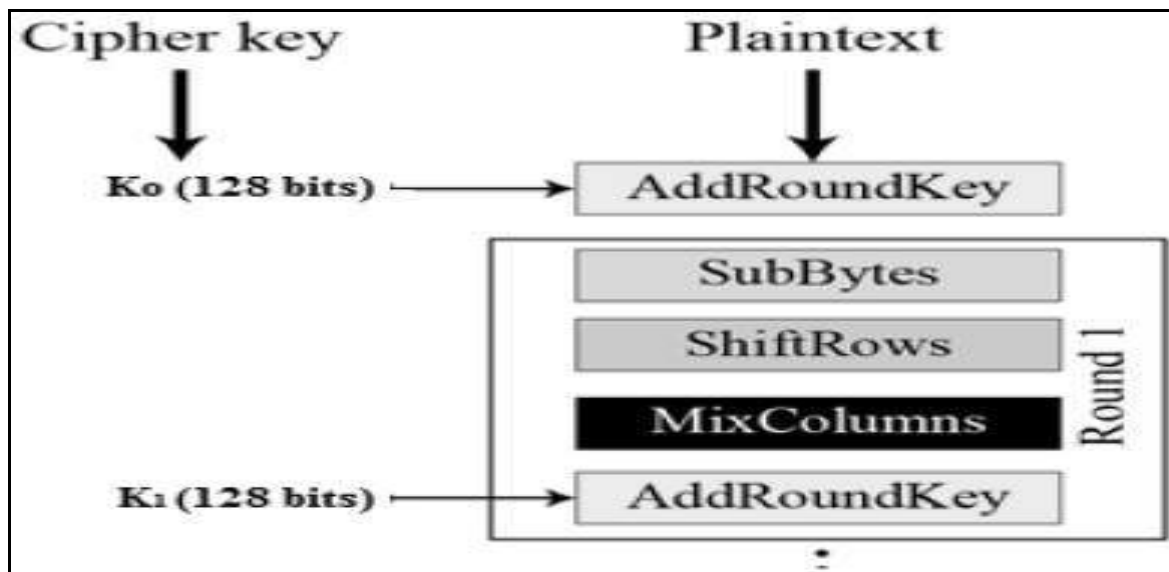 Cipher key
Plaintext
K0 (128 bits)
AddRoundKey
SubBytes
ShiftRows
MixColumns
Round 1
K1 (128 bits)
AddRoundKey